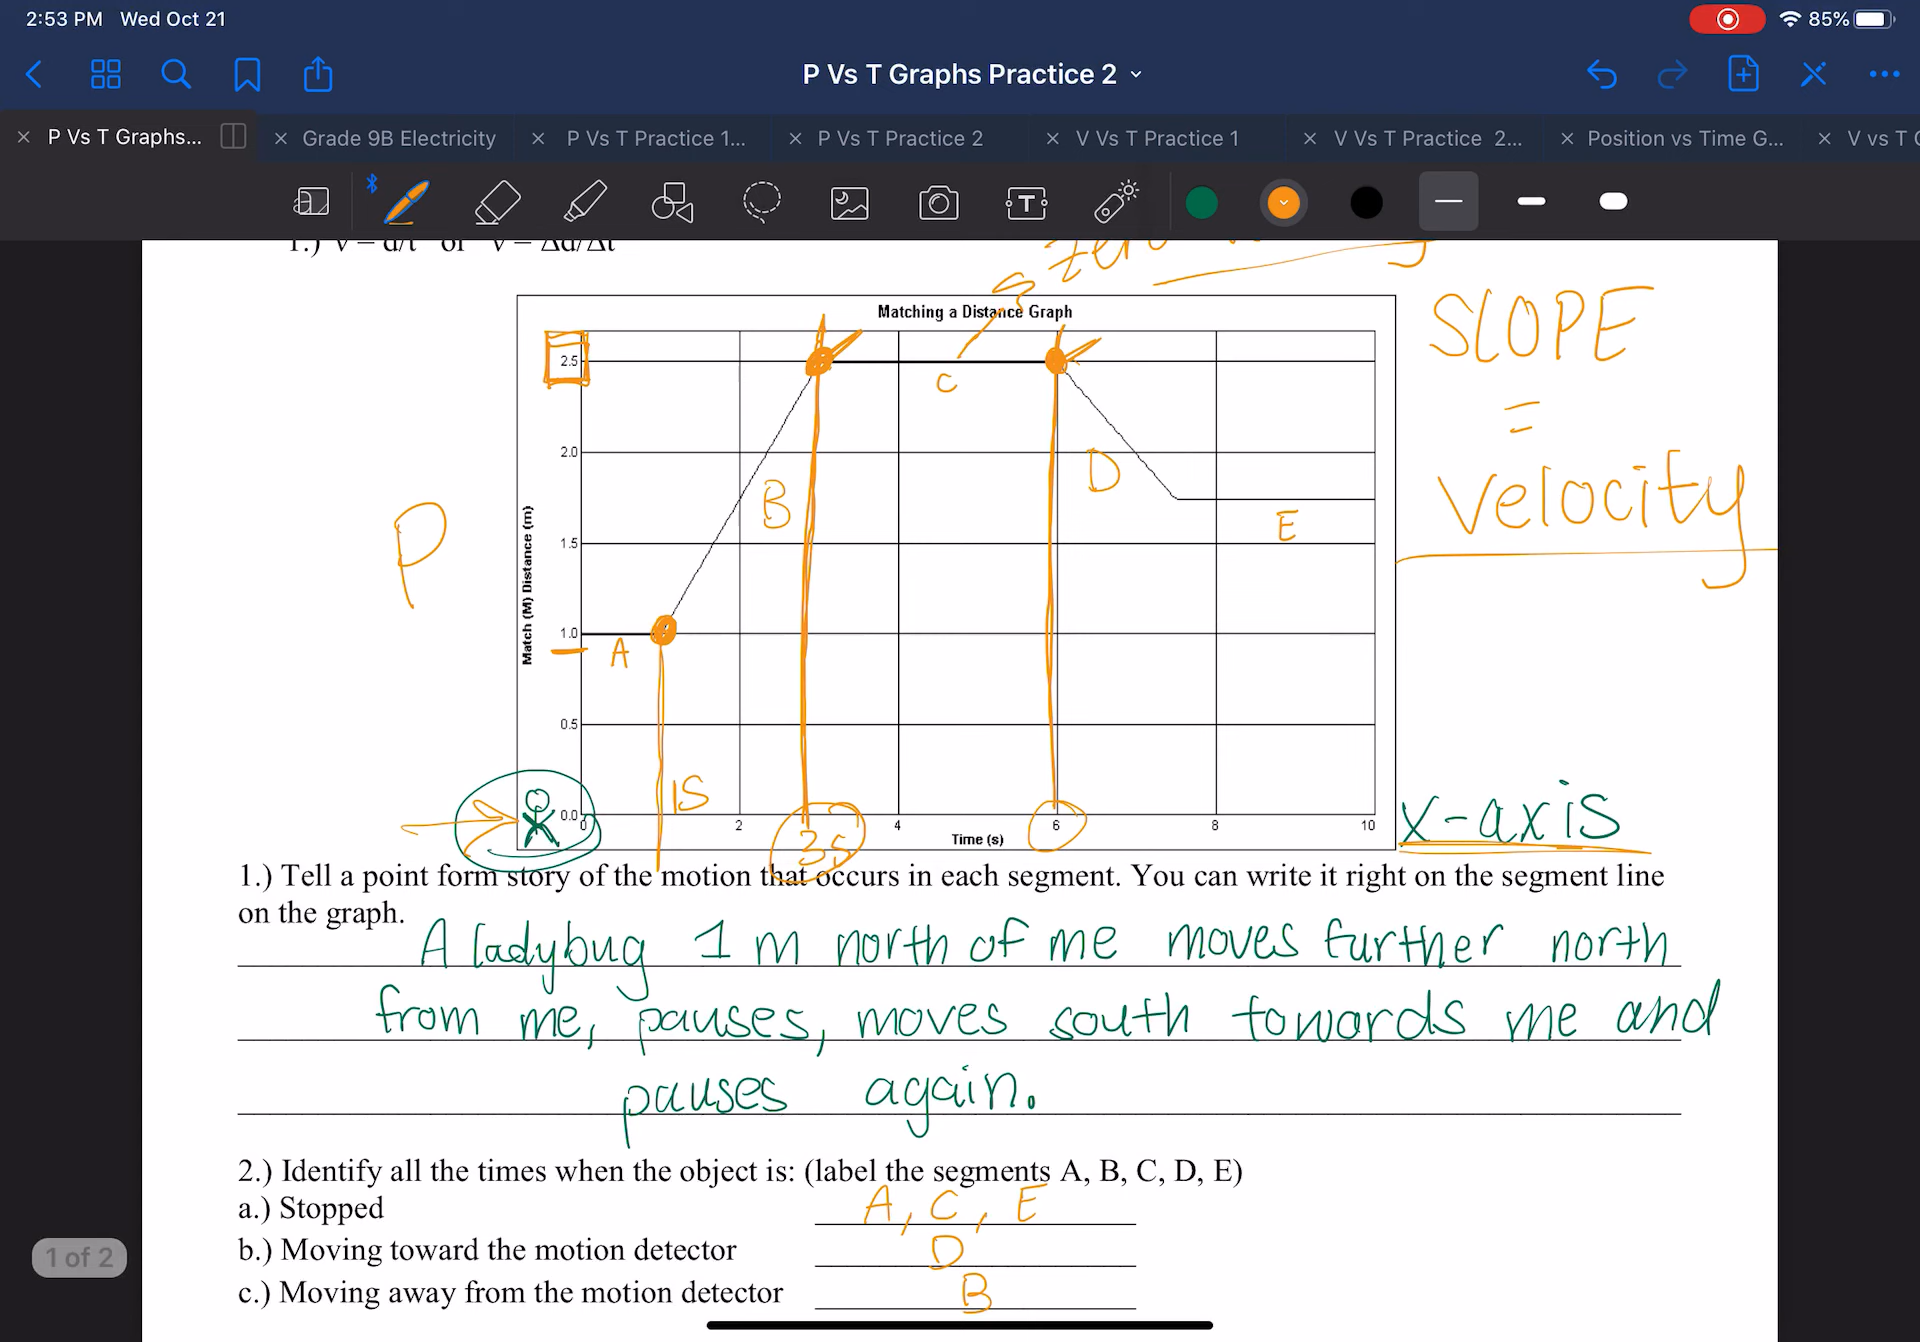 2:53 PM Wed Oct 21
85%
P Vs T Graphs Practice 2
P Vs T Graphs...
Grade 9B Electricity
P Vs T Practice 1...
P Vs T Practice 2
V Vs T Practice 1
V Vs T Practice 2...
Position vs Time G...
V vs T
zero
SLOPE
=
velocity
Matching a Distance Graph
Match (M) Distance (m)
2.5
2.0
1.5
1.0
0.5
0.0
P
A
B
C
D
E
1S
3s
0 2 4 6 8 10
Time (s)
x-axis
1.) Tell a point form story of the motion that occurs in each segment. You can write it right on the segment line
on the graph.
A ladybug 1 m north of me moves further north
from me, pauses, moves south towards me and
pauses again.
2.) Identify all the times when the object is: (label the segments A, B, C, D, E)
a.) Stopped A, C, E
b.) Moving toward the motion detector D
c.) Moving away from the motion detector B
1 of 2